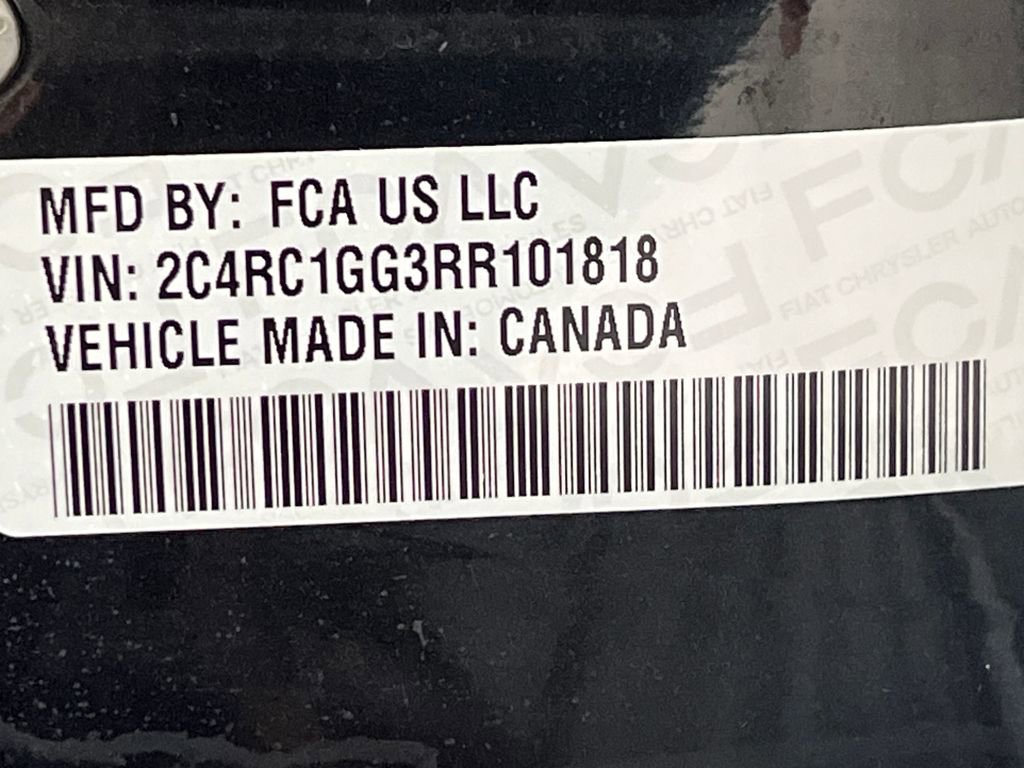 MFD BY: FCA US LLC
VIN: 2C4RC1GG3RR101818
VEHICLE MADE IN: CANADA